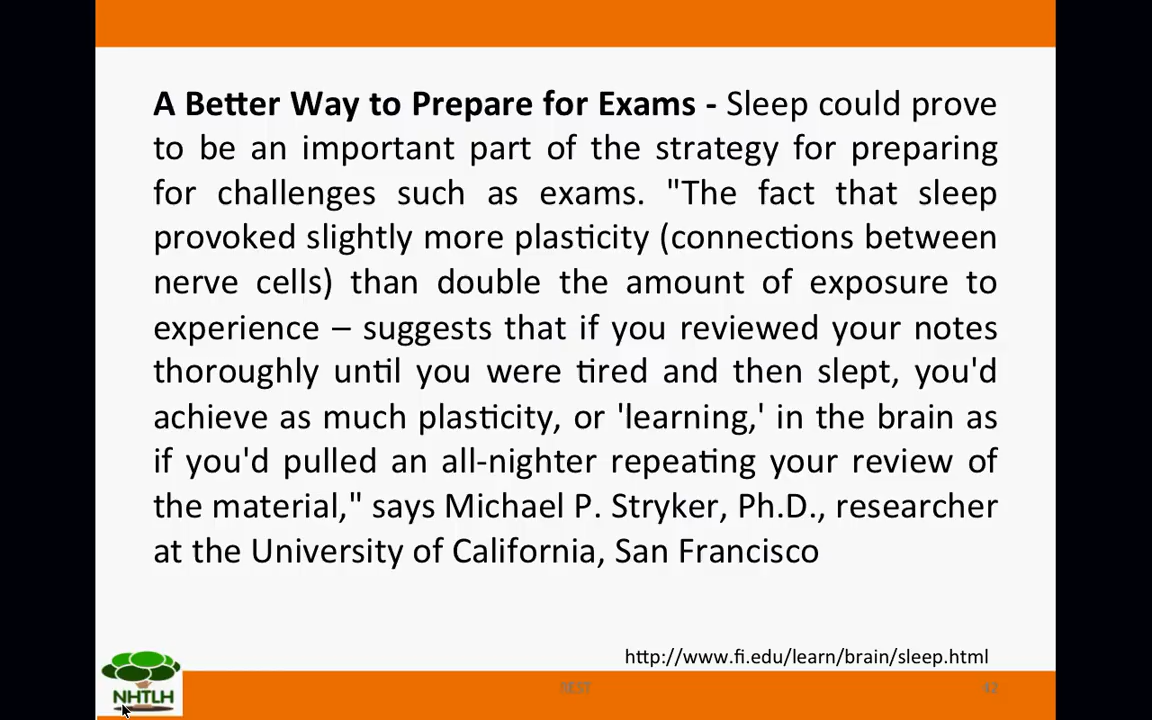 A Better Way to Prepare for Exams - Sleep could prove
to be an important part of the strategy for preparing
for challenges such as exams. "The fact that sleep
provoked slightly more plasticity (connections between
nerve cells) than double the amount of exposure to
experience – suggests that if you reviewed your notes
thoroughly until you were tired and then slept, you'd
achieve as much plasticity, or 'learning,' in the brain as
if you'd pulled an all-nighter repeating your review of
the material," says Michael P. Stryker, Ph.D., researcher
at the University of California, San Francisco
http://www.fi.edu/learn/brain/sleep.html
NHTLH
REST
42